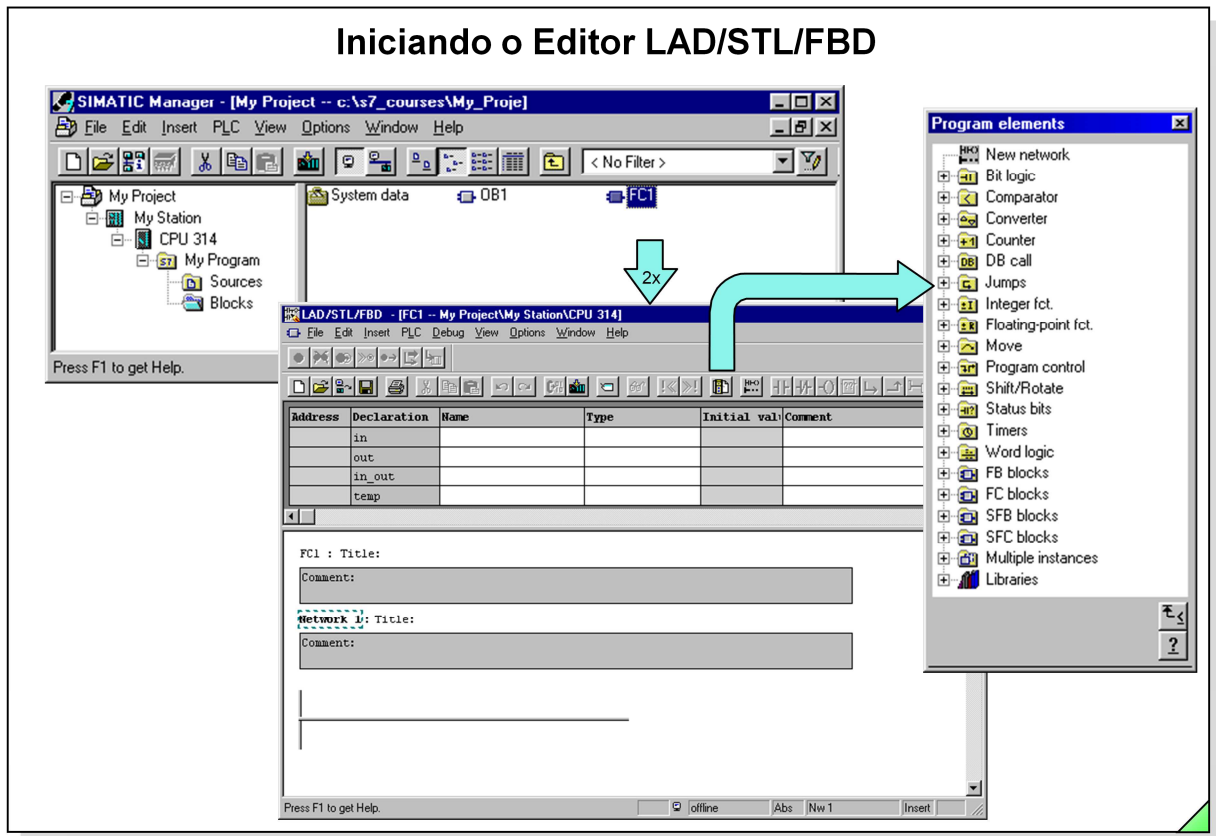 Iniciando o Editor LAD/STL/FBD
SIMATIC Manager - [My Project -- c:\s7_courses\My_Proje]
File Edit Insert PLC View Options Window Help
< No Filter >
My Project
My Station
CPU 314
My Program
Sources
Blocks
System data OB1 FC1
Press F1 to get Help.
2x
LAD/STL/FBD - [FC1 -- My Project\My Station\CPU 314]
File Edit Insert PLC Debug View Options Window Help
Address Declaration Name Type Initial val Comment
in
out
in_out
temp
FC1 : Title:
Comment:
Network 1: Title:
Comment:
Press F1 to get Help. offline Abs Nw 1 Insert
Program elements
New network
Bit logic
Comparator
Converter
Counter
DB call
Jumps
Integer fct.
Floating-point fct.
Move
Program control
Shift/Rotate
Status bits
Timers
Word logic
FB blocks
FC blocks
SFB blocks
SFC blocks
Multiple instances
Libraries
?